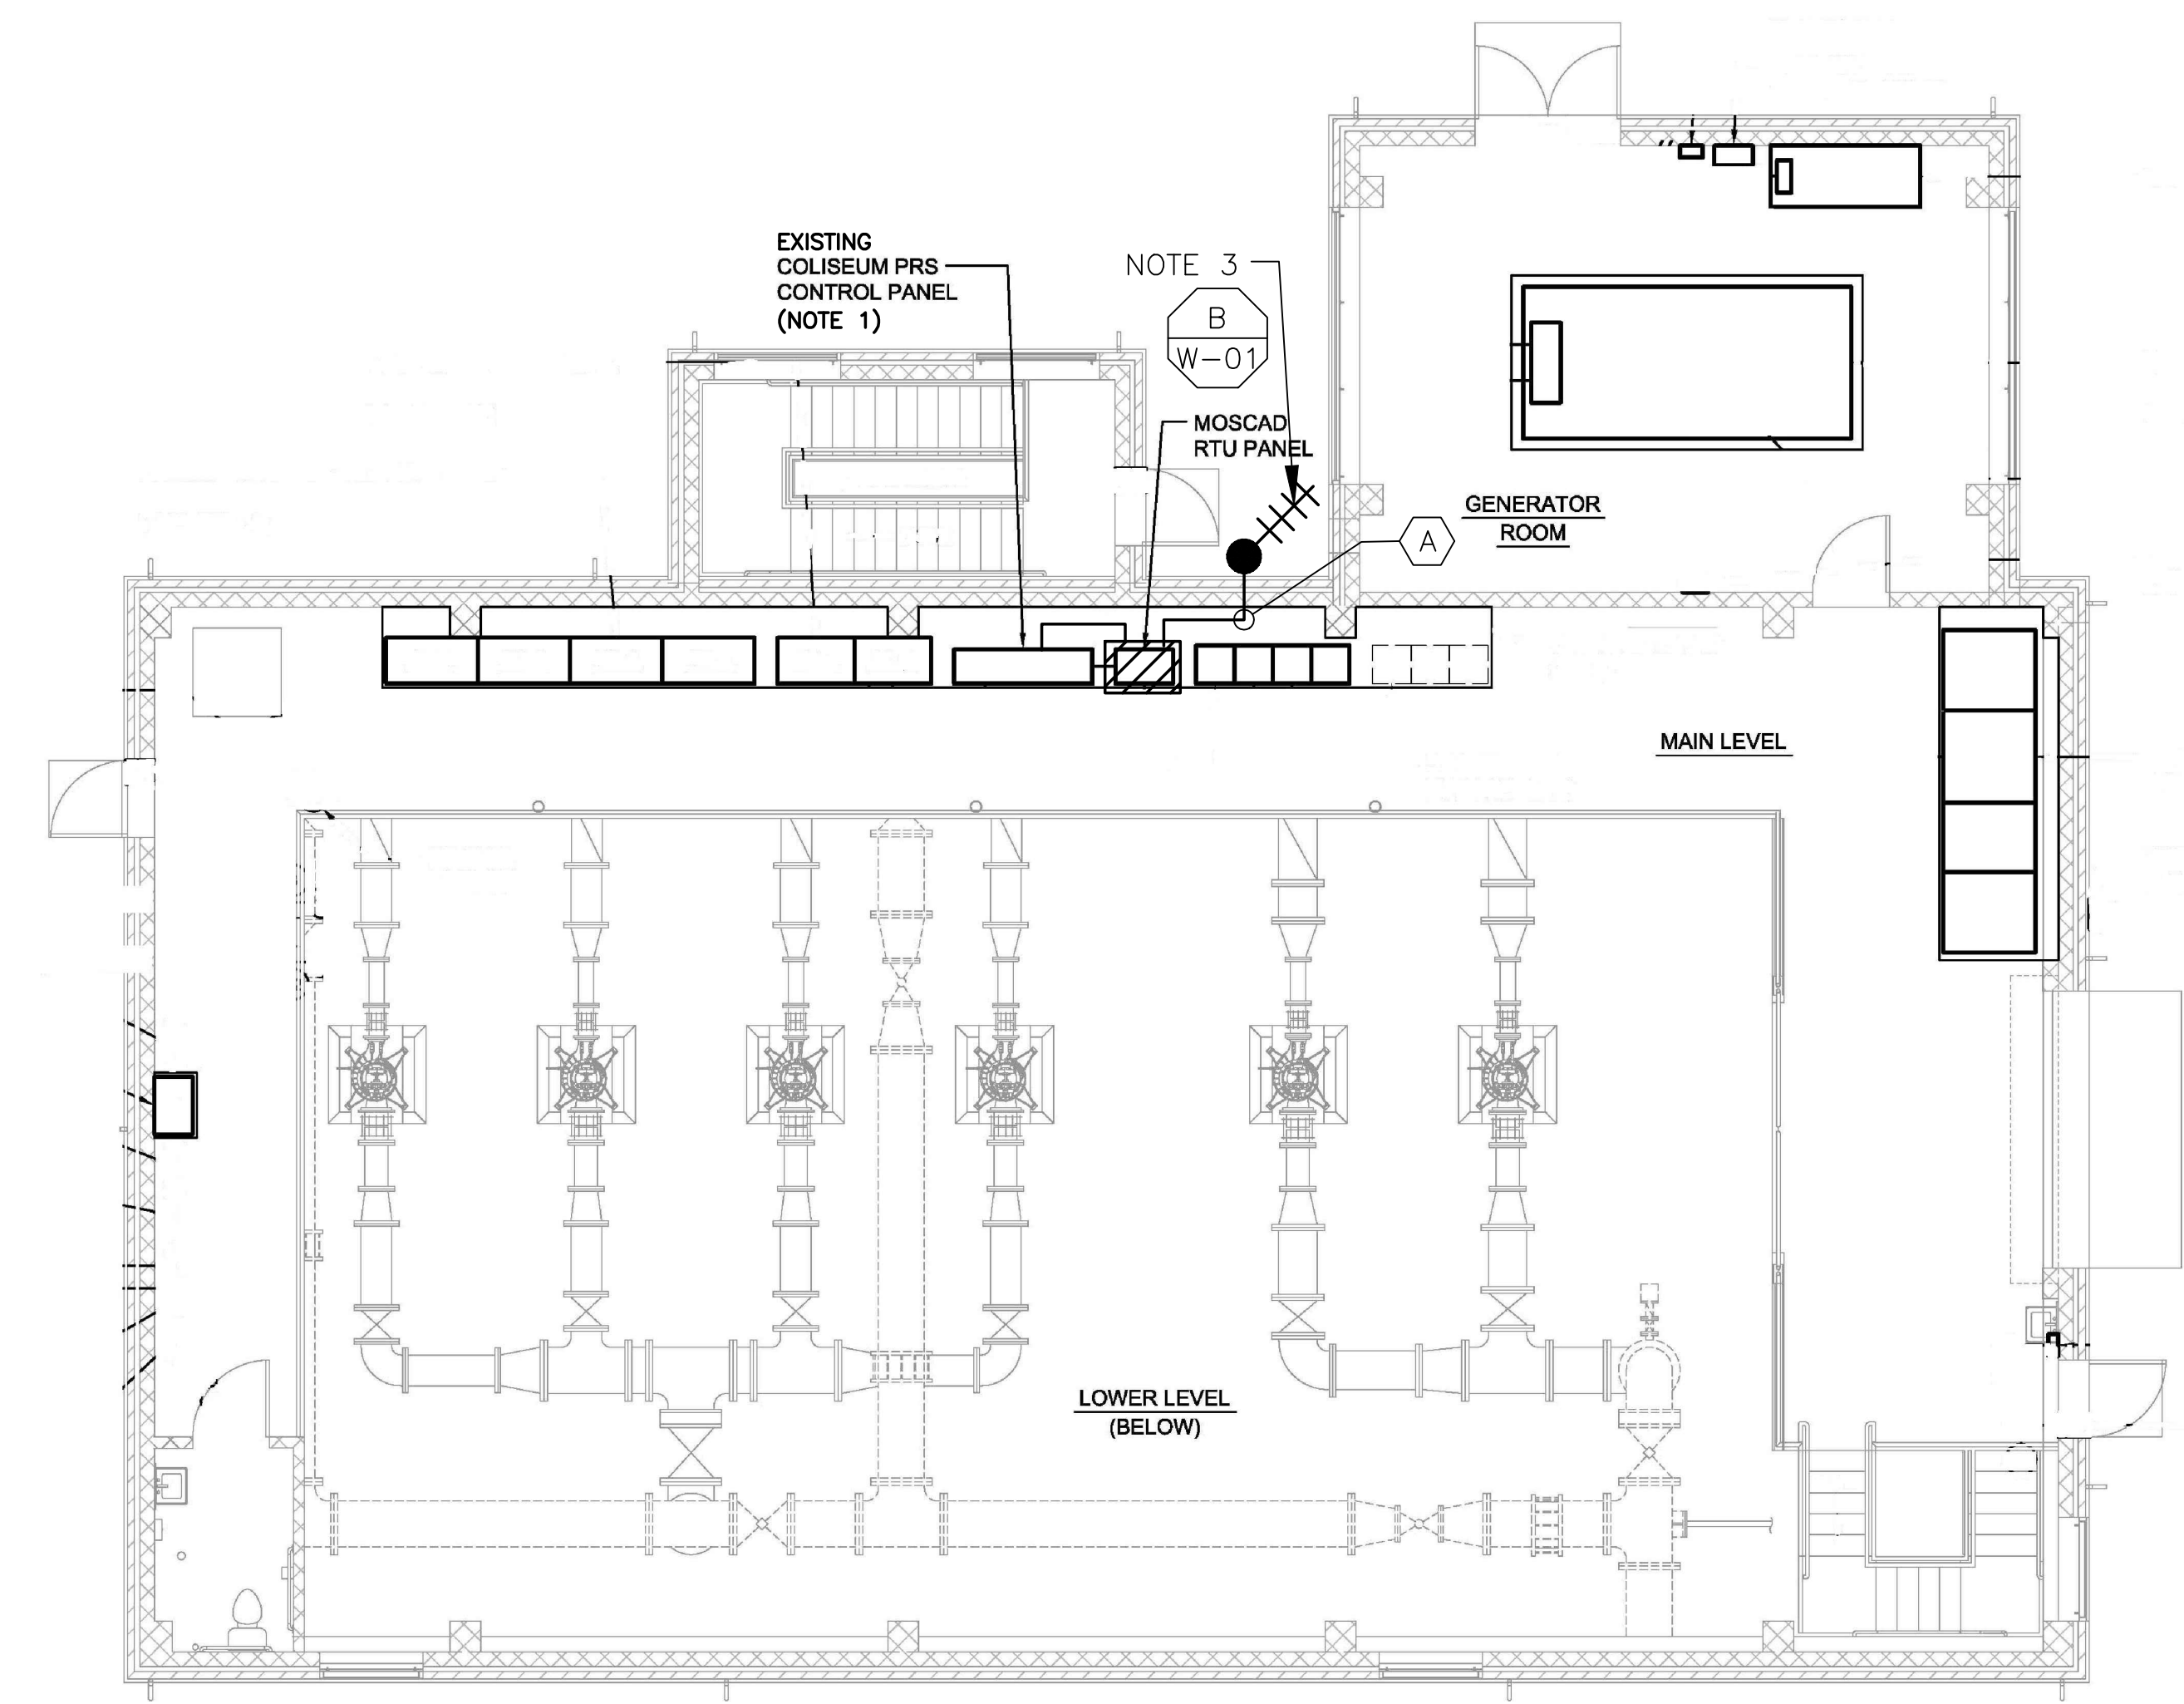 EXISTING
COLISEUM PRS
CONTROL PANEL
(NOTE 1)
NOTE 3
B
W-01
MOSCAD
RTU PANEL
GENERATOR
ROOM
A
MAIN LEVEL
LOWER LEVEL
(BELOW)